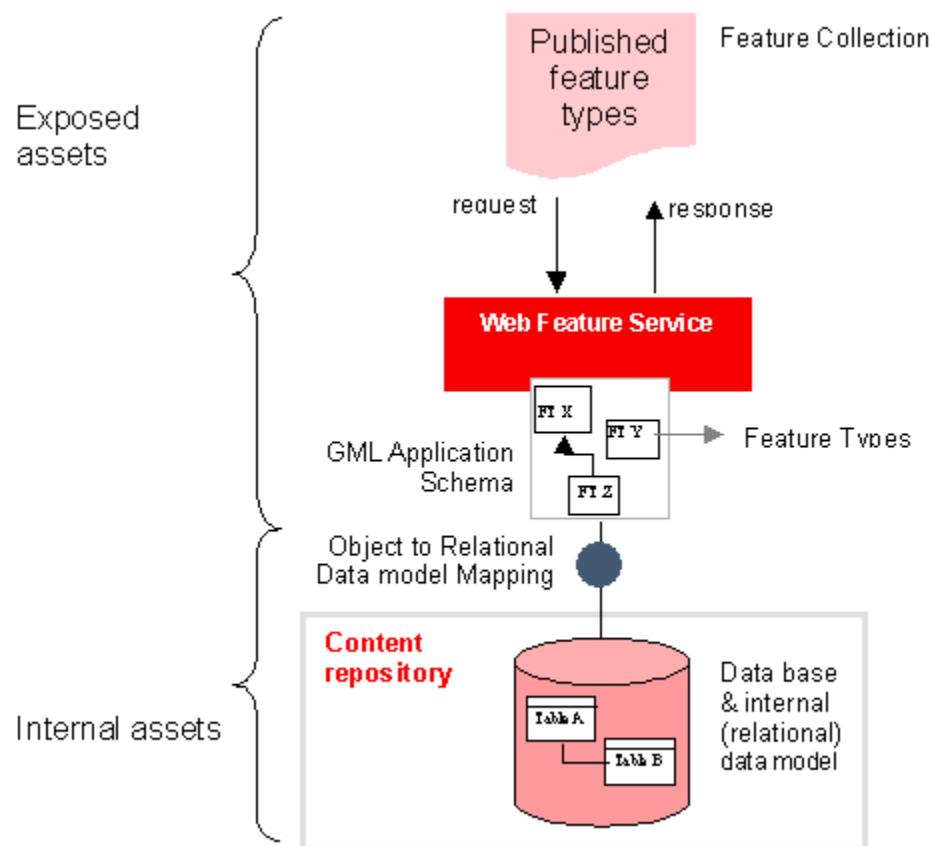 Published
feature
types
Feature Collection
Exposed
assets
request
response
Web Feature Service
FT X
FT Y
FT Z
Feature Types
GML Application
Schema
Object to Relational
Data model Mapping
Content
repository
Table A
Table B
Data base
& internal
(relational)
data model
Internal assets